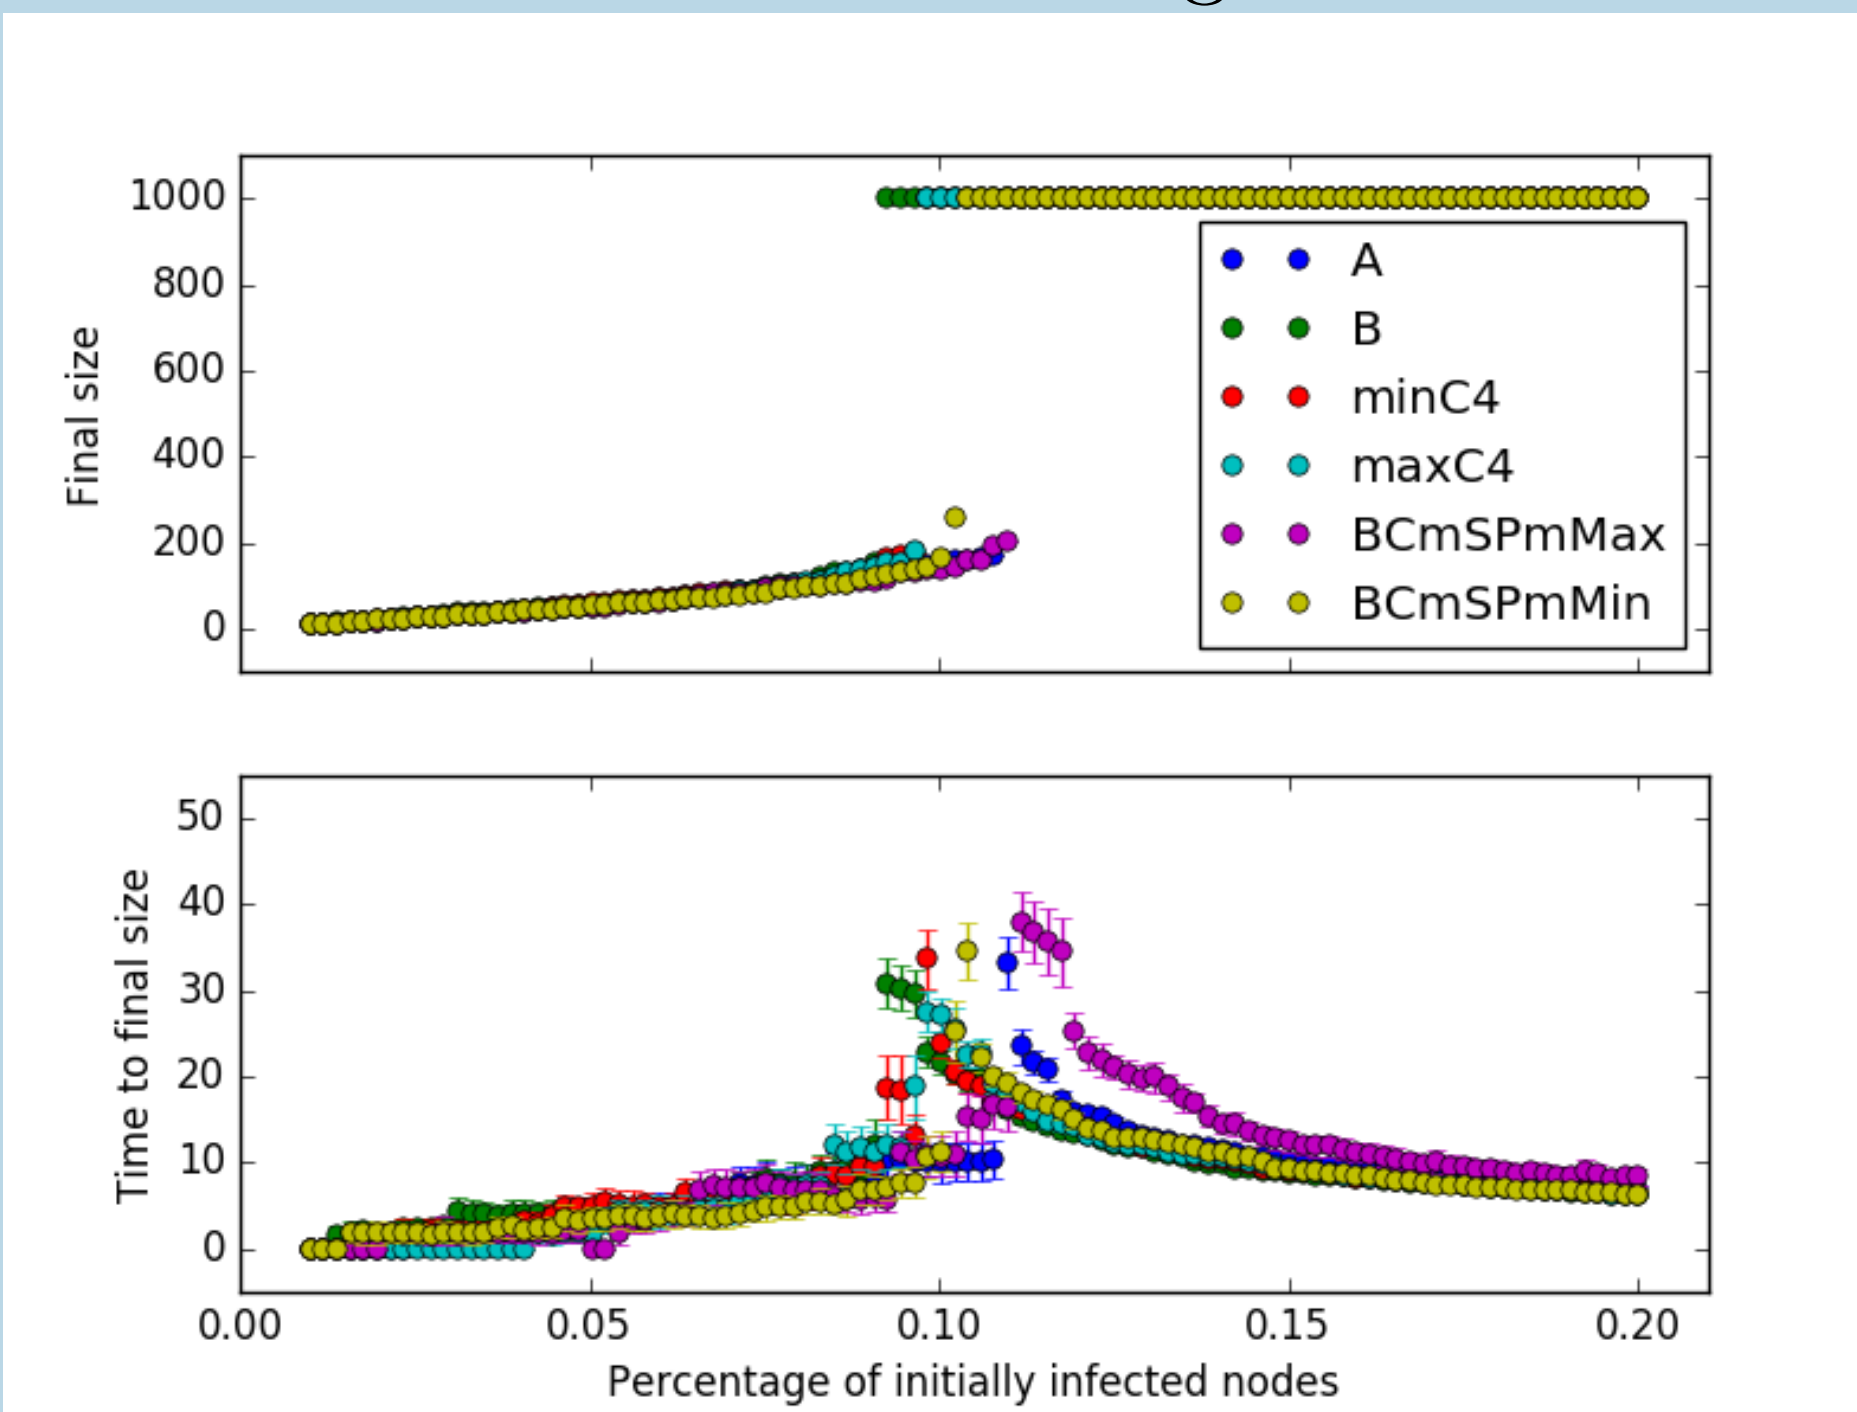 1000
800
600
400
200
0
Final size
A
B
minC4
maxC4
BCmSPmMax
BCmSPmMin
50
40
30
20
10
0
Time to final size
0.00 0.05 0.10 0.15 0.20
Percentage of initially infected nodes